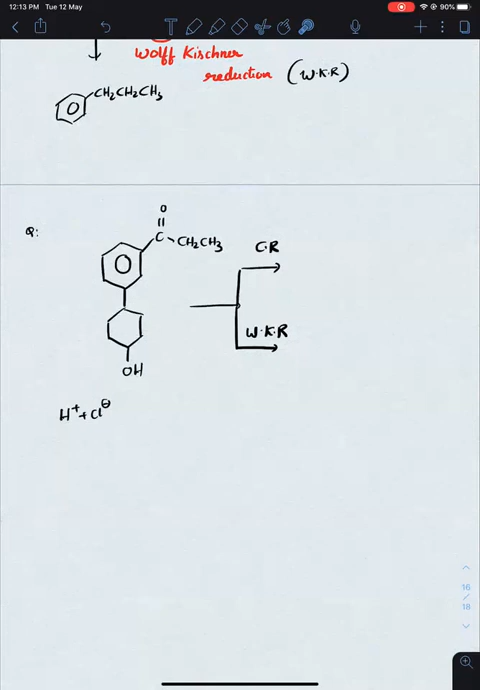 12:13 PM Tue 12 May
90%
Wolff Kischner
reduction (W.K.R)
CH2CH2CH3
Q:
O
C
CH2CH3
C.R
W.K.R
OH
H+ + Cl⊖
16
/
18